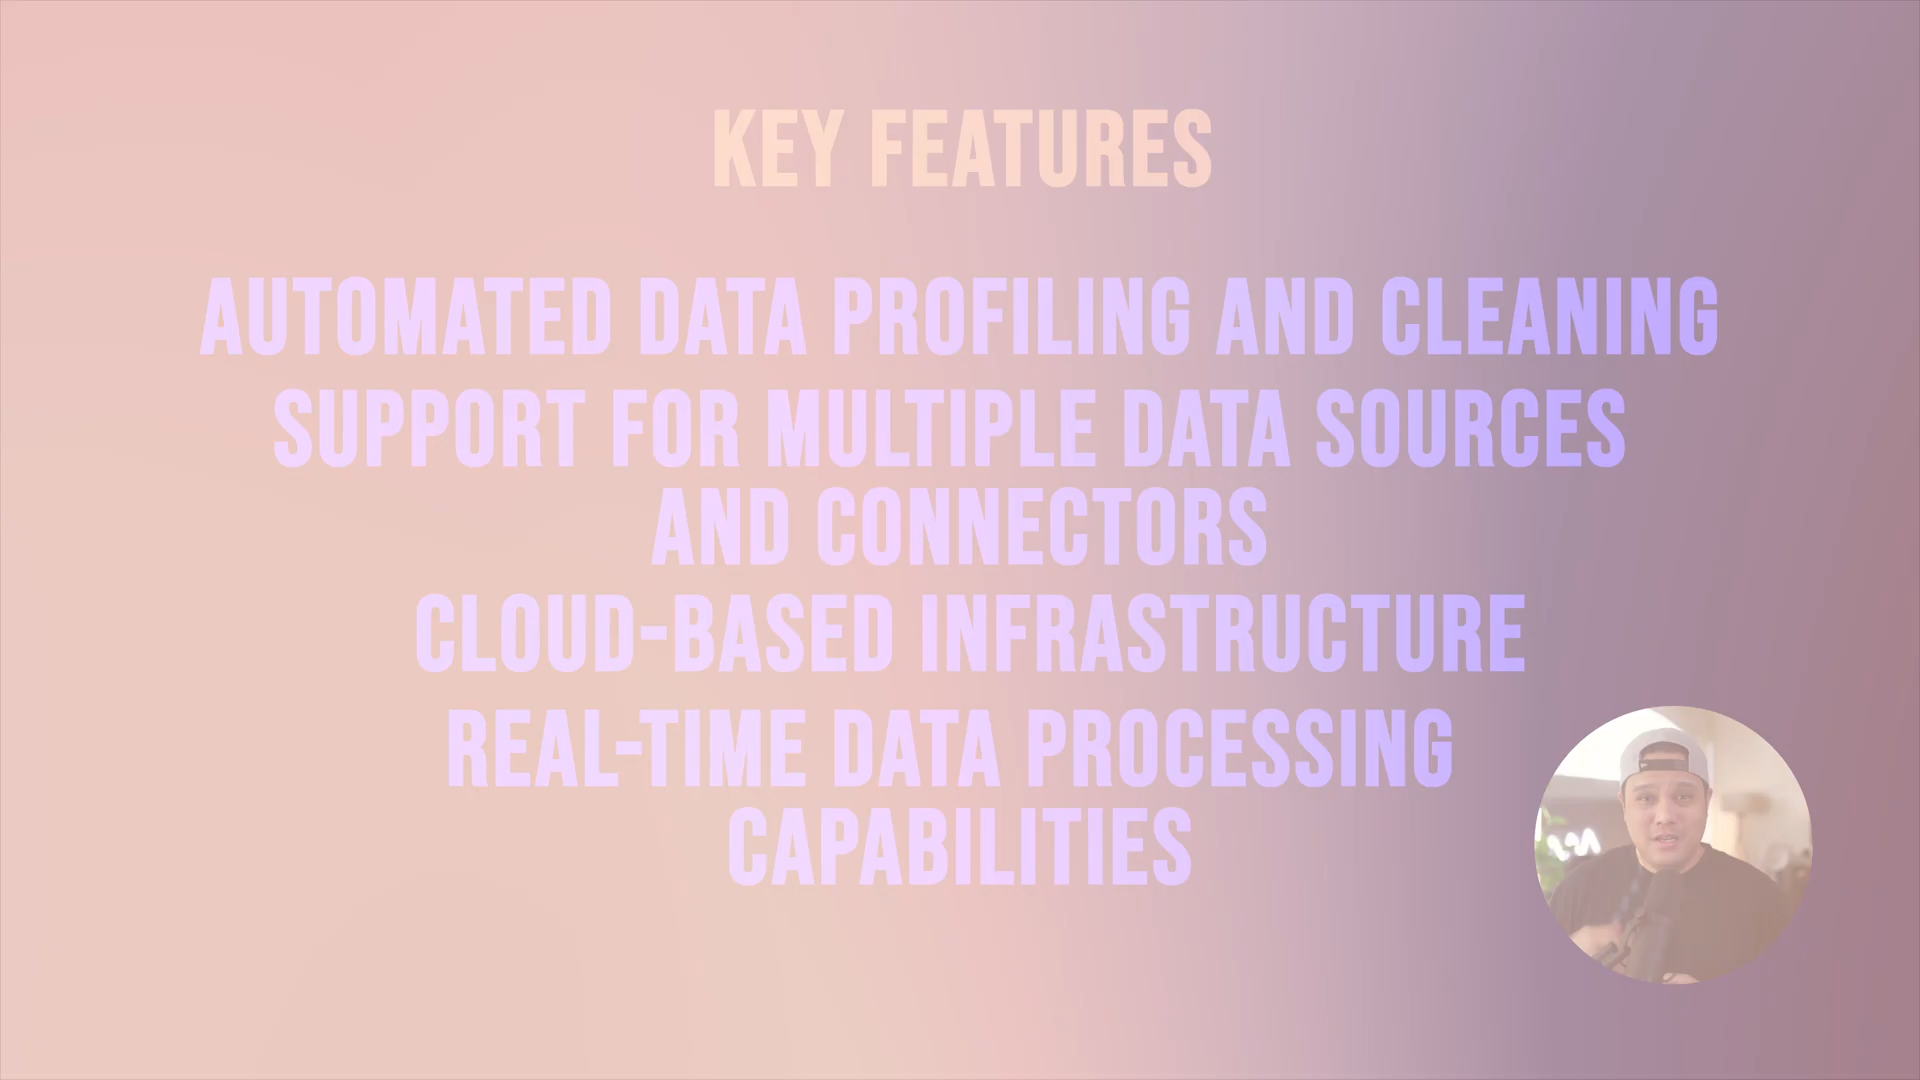 KEY FEATURES
AUTOMATED DATA PROFILING AND CLEANING
SUPPORT FOR MULTIPLE DATA SOURCES
AND CONNECTORS
CLOUD-BASED INFRASTRUCTURE
REAL-TIME DATA PROCESSING
CAPABILITIES